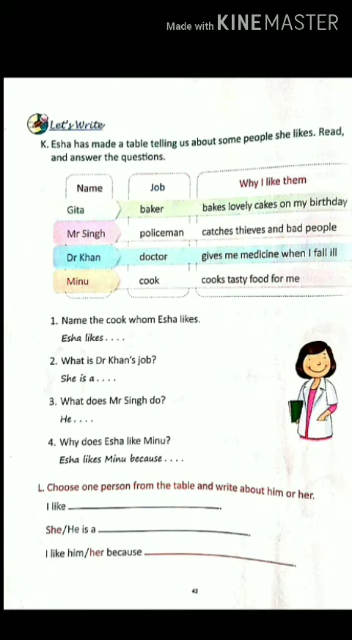 Made with KINEMASTER
Let's Write
K. Esha has made a table telling us about some people she likes. Read,
and answer the questions.
Name Job Why I like them
Gita baker bakes lovely cakes on my birthday
Mr Singh policeman catches thieves and bad people
Dr Khan doctor gives me medicine when I fall ill
Minu cook cooks tasty food for me
1. Name the cook whom Esha likes.
Esha likes . . . .
2. What is Dr Khan's job?
She is a . . . .
3. What does Mr Singh do?
He . . . .
4. Why does Esha like Minu?
Esha likes Minu because . . . .
L. Choose one person from the table and write about him or her.
I like ____________________.
She/He is a ____________________
I like him/her because ____________________
42